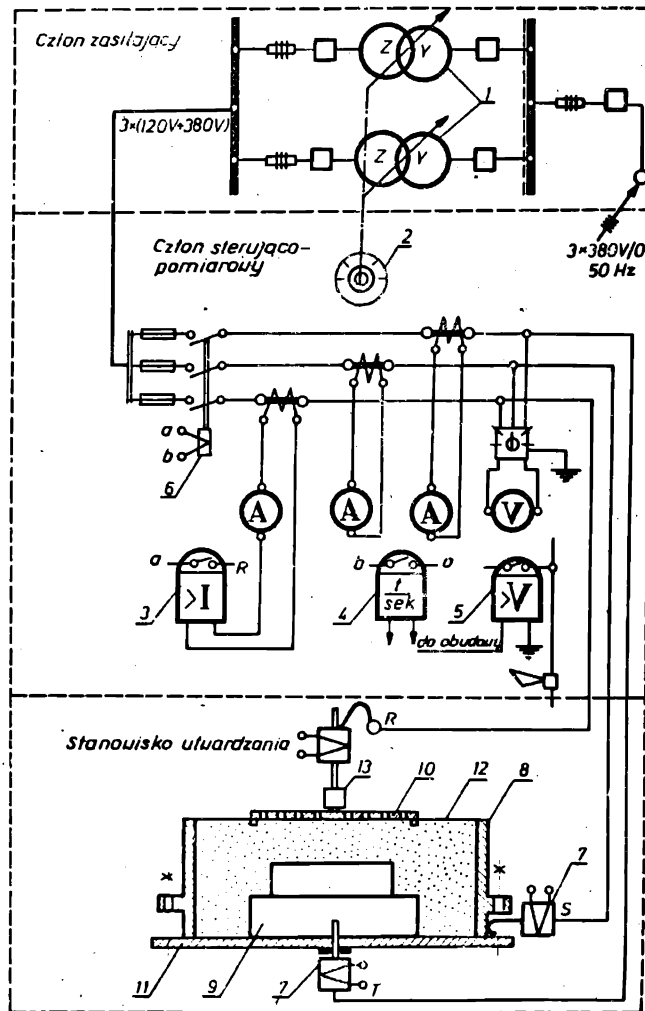 Człon zasilający
Z Y
1
3×(120V÷380V)
Z Y
Człon sterująco-
pomiarowy
2
3×380V/0
50 Hz
a
b
6
A
A
A
V
a R
3
>I
b o
4
t
sek
5
>V
do obudowy
Stanowisko utwardzania
R
13
10
12
8
7
S
11
9
7
T